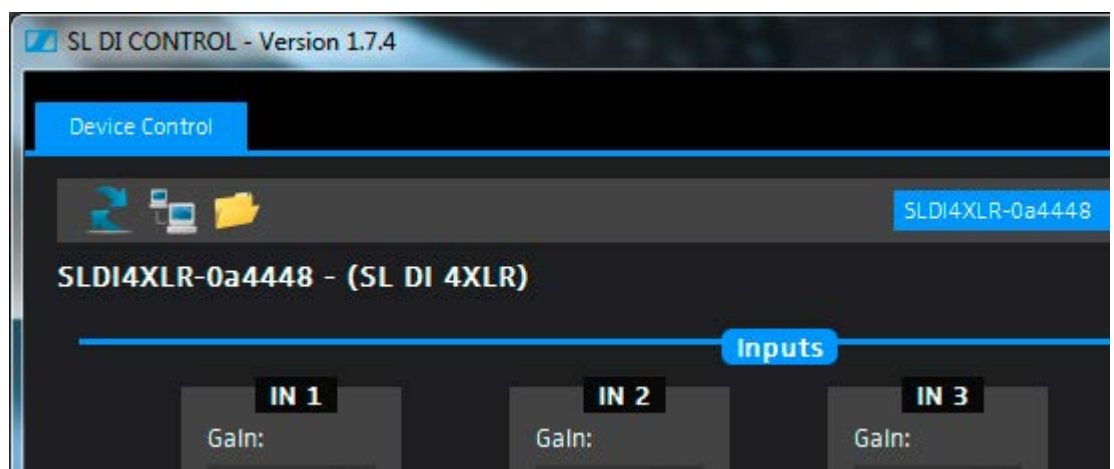 SL DI CONTROL - Version 1.7.4
Device Control
SLDI4XLR-0a4448
SLDI4XLR-0a4448 - (SL DI 4XLR)
Inputs
IN 1 IN 2 IN 3
Gain: Gain: Gain: